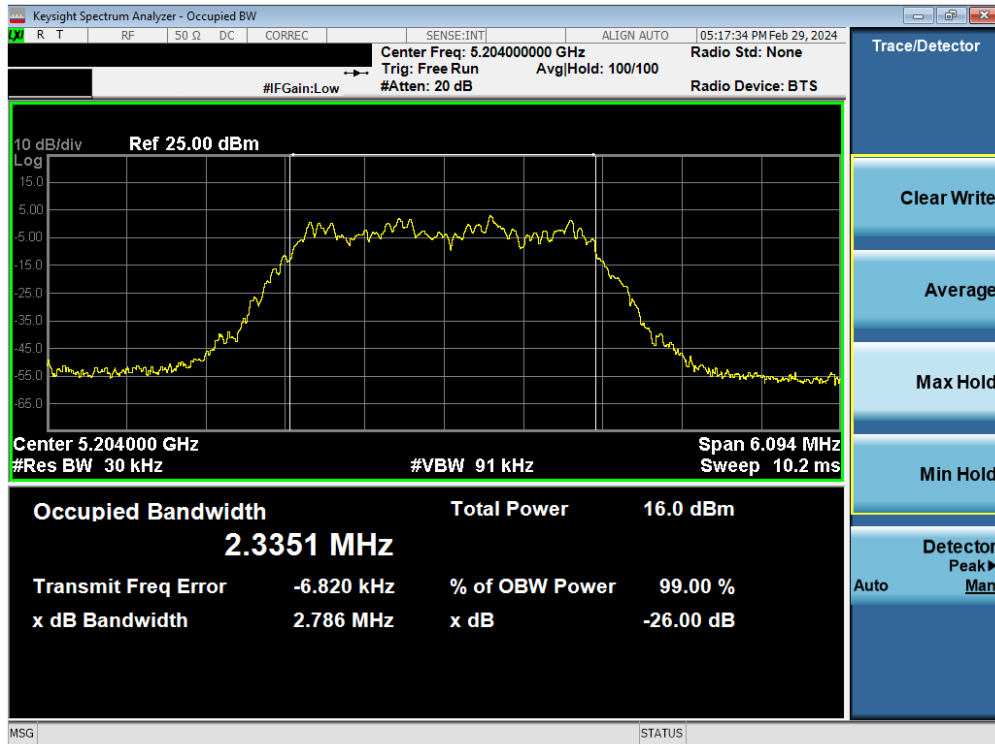 Keysight Spectrum Analyzer - Occupied BW
LXI R T RF 50 Ω DC CORREC SENSE:INT ALIGN AUTO 05:17:34 PM Feb 29, 2024
Center Freq: 5.204000000 GHz Radio Std: None
Trig: Free Run Avg|Hold: 100/100
#IFGain:Low #Atten: 20 dB Radio Device: BTS
10 dB/div Ref 25.00 dBm
Log
15.0
5.00
-5.00
-15.0
-25.0
-35.0
-45.0
-55.0
-65.0
Center 5.204000 GHz Span 6.094 MHz
#Res BW 30 kHz #VBW 91 kHz Sweep 10.2 ms
Occupied Bandwidth Total Power 16.0 dBm
2.3351 MHz
Transmit Freq Error -6.820 kHz % of OBW Power 99.00 %
x dB Bandwidth 2.786 MHz x dB -26.00 dB
MSG STATUS
Trace/Detector
Clear Write
Average
Max Hold
Min Hold
Detector
Peak▶
Auto Man